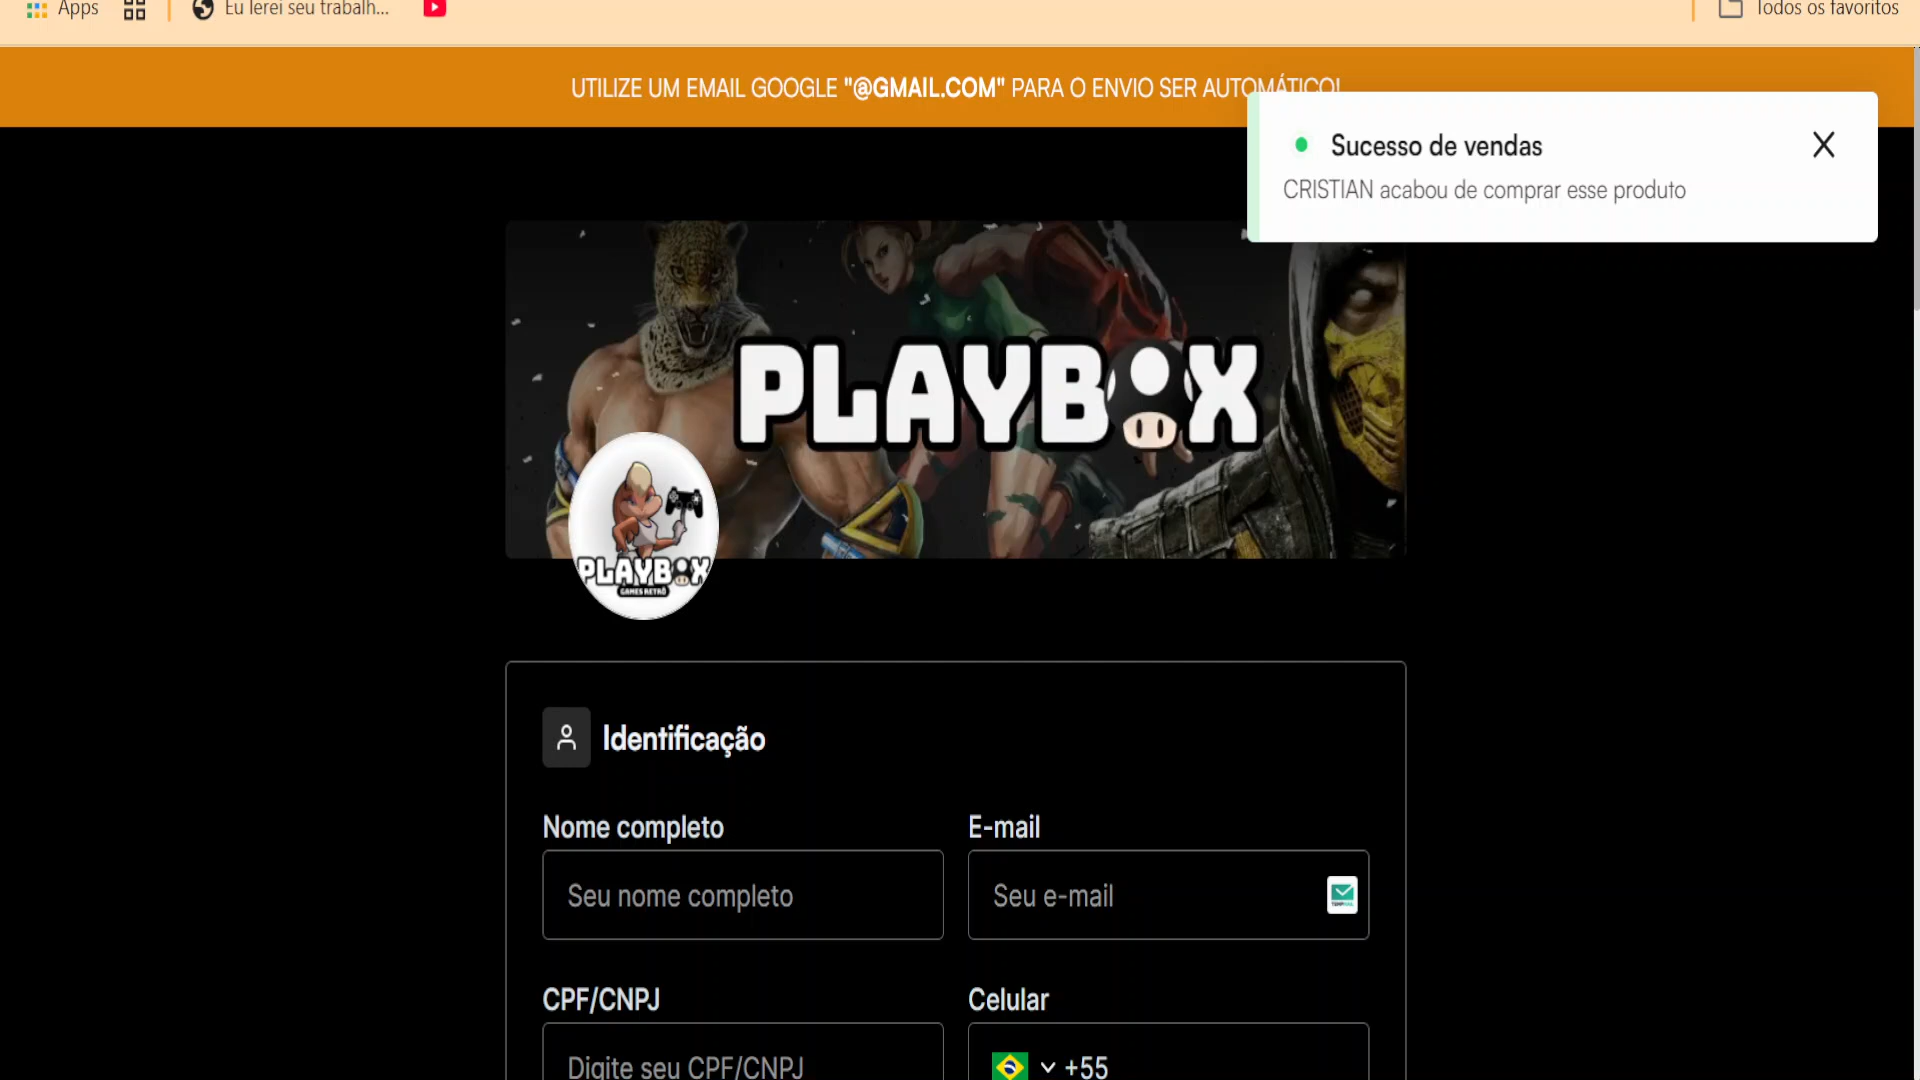 Apps
Eu lerei seu trabalh...
Todos os favoritos
UTILIZE UM EMAIL GOOGLE "@GMAIL.COM" PARA O ENVIO SER AUTOMÁTICO!
Sucesso de vendas
CRISTIAN acabou de comprar esse produto
PLAYBOX
PLAYBOX
GAMES RETRÔ
Identificação
Nome completo
E-mail
Seu nome completo
Seu e-mail
CPF/CNPJ
Celular
Digite seu CPF/CNPJ
+55